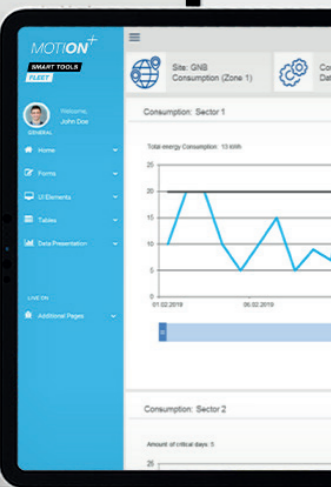 MOTION+
SMART TOOLS
FLEET
Welcome,
John Doe
GENERAL
Home
Forms
UI Elements
Tables
Data Presentation
LIVE ON
Additional Pages
Site: GNB
Consumption (Zone 1)
Co
Dat
Consumption: Sector 1
Total energy Consumption: 13 kWh
25
20
15
10
5
0
01.02.2019
06.02.2019
Consumption: Sector 2
Amount of critical days: 5
25